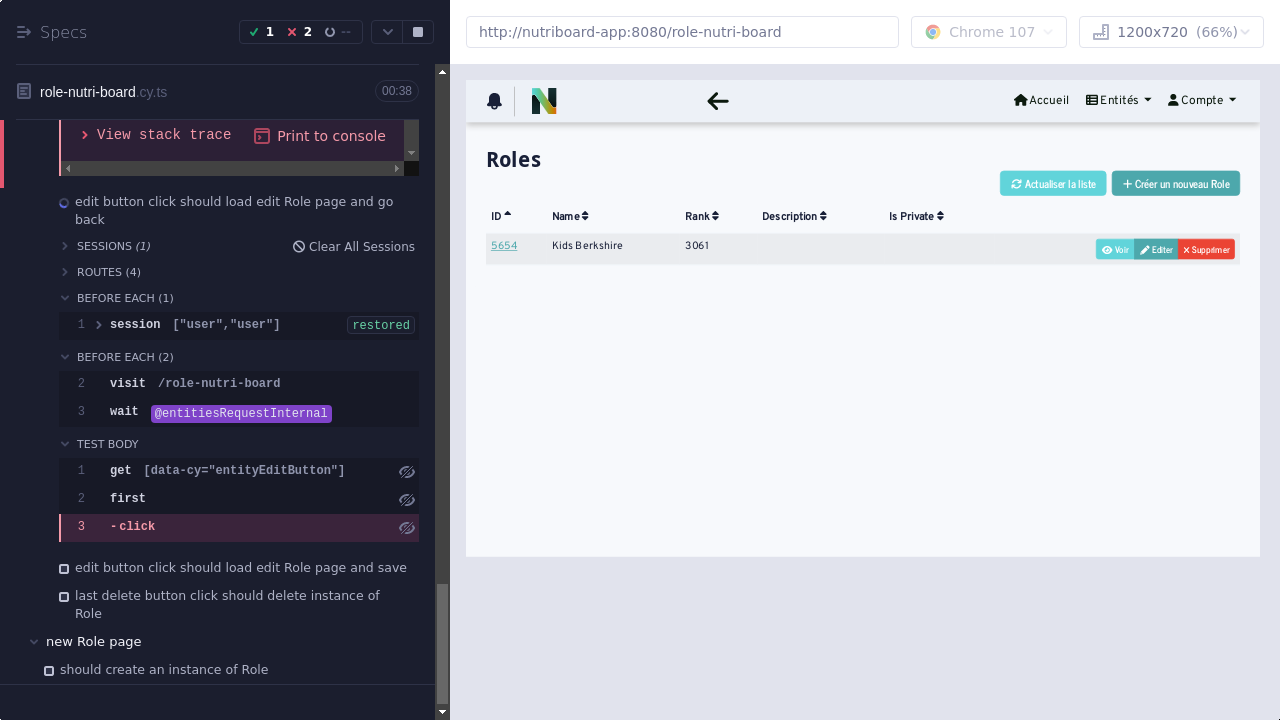 Specs
1
2
--
http://nutriboard-app:8080/role-nutri-board
Chrome 107
1200x720 (66%)
role-nutri-board.cy.ts
00:38
View stack trace
Print to console
edit button click should load edit Role page and go
back
SESSIONS (1)
Clear All Sessions
ROUTES (4)
BEFORE EACH (1)
1 session ["user","user"] restored
BEFORE EACH (2)
2 visit /role-nutri-board
3 wait @entitiesRequestInternal
TEST BODY
1 get [data-cy="entityEditButton"]
2 first
3 -click
edit button click should load edit Role page and save
last delete button click should delete instance of
Role
new Role page
should create an instance of Role
Accueil
Entités
Compte
Roles
Actualiser la liste
Créer un nouveau Role
ID Name Rank Description Is Private
5654 Kids Berkshire 3061 Voir Editer Supprimer